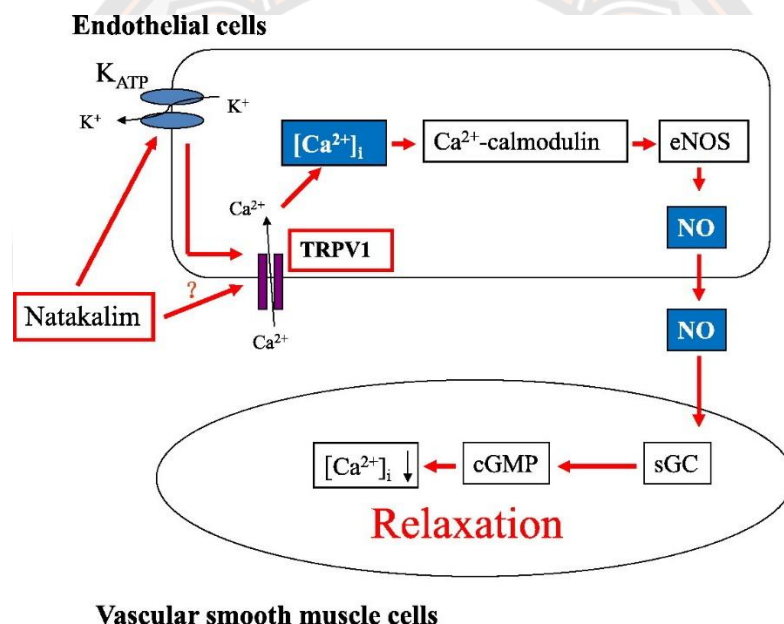 Endothelial cells
K_ATP
K⁺
K⁺
[Ca²⁺]ᵢ
Ca²⁺-calmodulin
eNOS
Ca²⁺
TRPV1
NO
?
Natakalim
Ca²⁺
NO
[Ca²⁺]ᵢ ↓
cGMP
sGC
Relaxation
Vascular smooth muscle cells